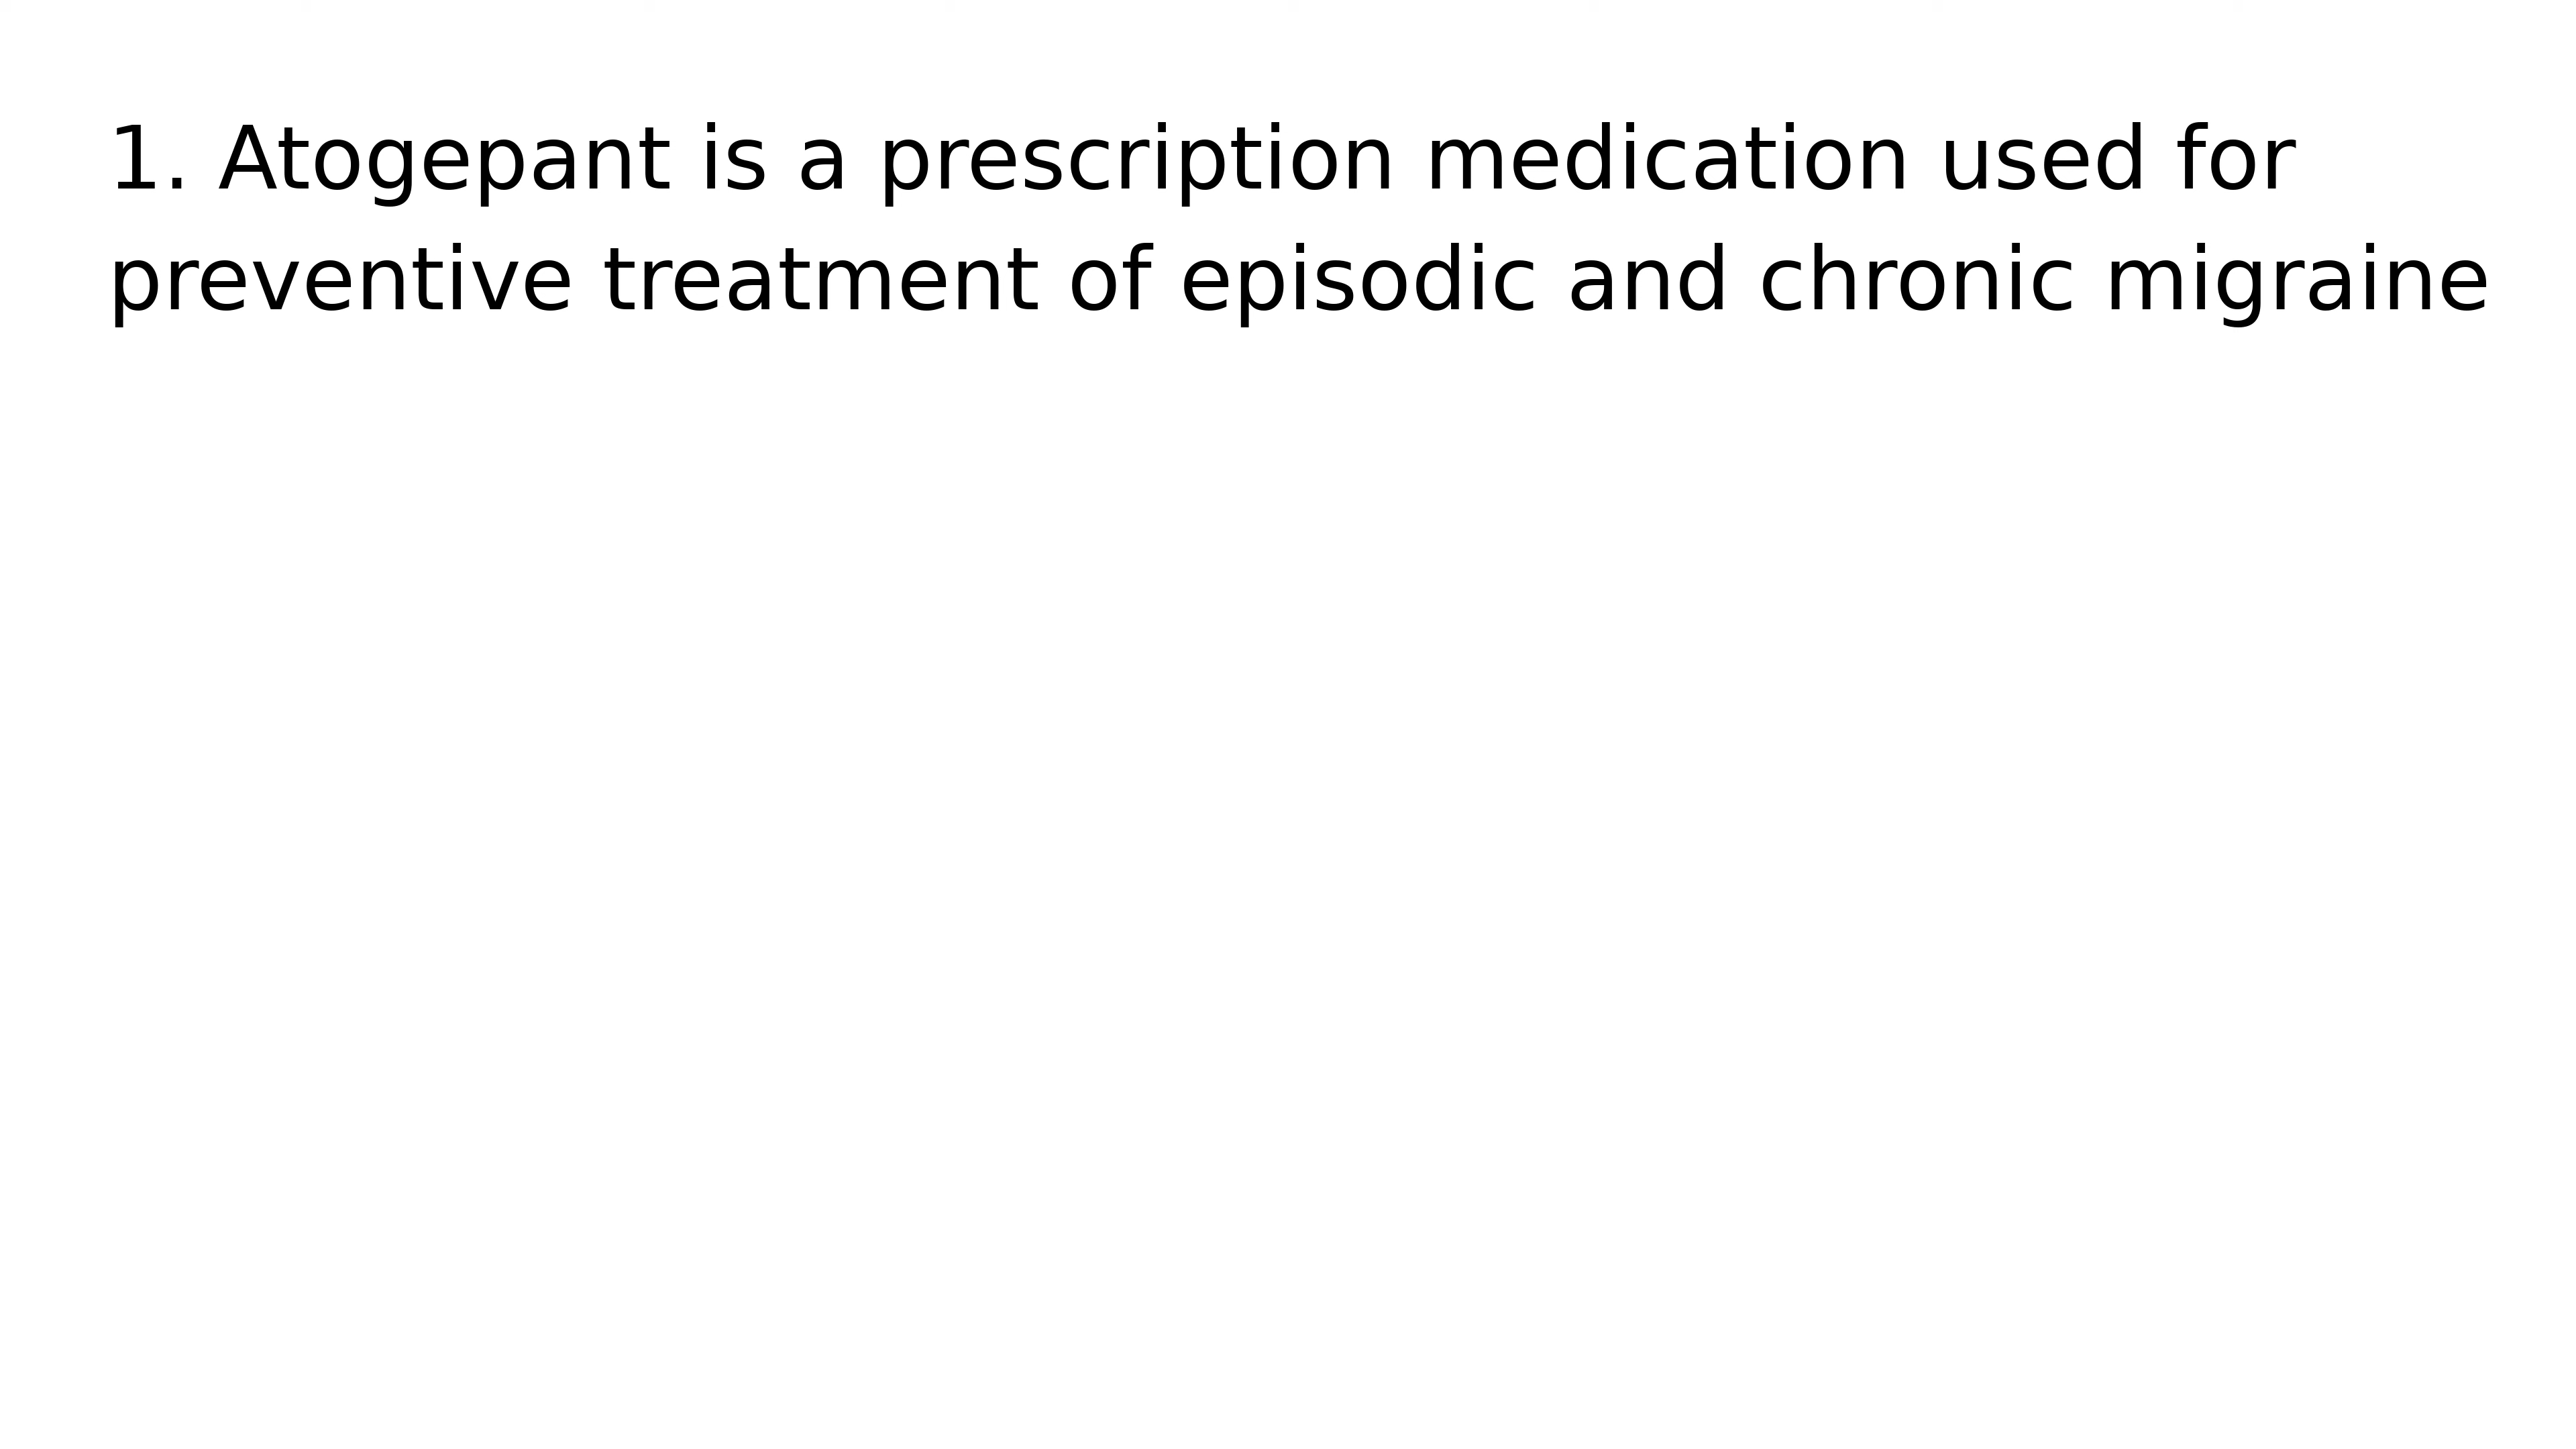 1. Atogepant is a prescription medication used for
preventive treatment of episodic and chronic migraine